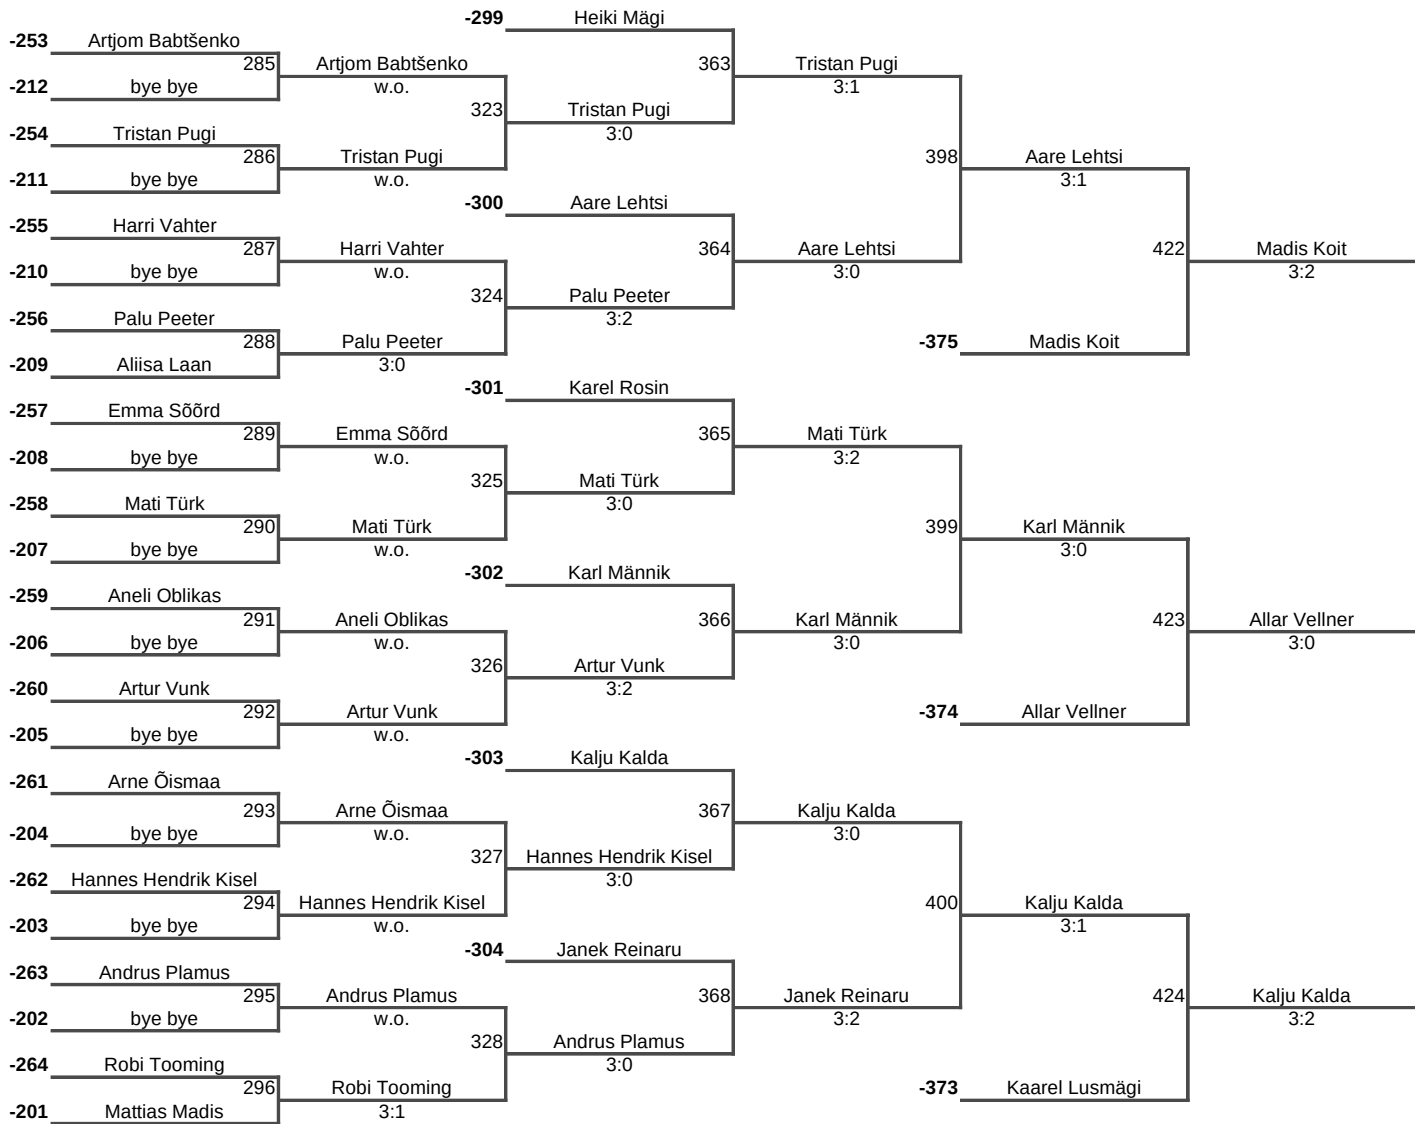 -299 Heiki Mägi
-253 Artjom Babtšenko
285 Artjom Babtšenko 363 Tristan Pugi
-212 bye bye w.o. 3:1
323 Tristan Pugi
-254 Tristan Pugi 3:0
286 Tristan Pugi 398 Aare Lehtsi
-211 bye bye w.o. 3:1
-300 Aare Lehtsi
-255 Harri Vahter
287 Harri Vahter 364 Aare Lehtsi 422 Madis Koit
-210 bye bye w.o. 3:0 3:2
324 Palu Peeter
-256 Palu Peeter 3:2
288 Palu Peeter -375 Madis Koit
-209 Aliisa Laan 3:0
-301 Karel Rosin
-257 Emma Sõõrd
289 Emma Sõõrd 365 Mati Türk
-208 bye bye w.o. 3:2
325 Mati Türk
-258 Mati Türk 3:0
290 Mati Türk 399 Karl Männik
-207 bye bye w.o. 3:0
-302 Karl Männik
-259 Aneli Oblikas
291 Aneli Oblikas 366 Karl Männik 423 Allar Vellner
-206 bye bye w.o. 3:0 3:0
326 Artur Vunk
-260 Artur Vunk 3:2
292 Artur Vunk -374 Allar Vellner
-205 bye bye w.o.
-303 Kalju Kalda
-261 Arne Õismaa
293 Arne Õismaa 367 Kalju Kalda
-204 bye bye w.o. 3:0
327 Hannes Hendrik Kisel
-262 Hannes Hendrik Kisel 3:0
294 Hannes Hendrik Kisel 400 Kalju Kalda
-203 bye bye w.o. 3:1
-304 Janek Reinaru
-263 Andrus Plamus
295 Andrus Plamus 368 Janek Reinaru 424 Kalju Kalda
-202 bye bye w.o. 3:2 3:2
328 Andrus Plamus
-264 Robi Tooming 3:0
296 Robi Tooming -373 Kaarel Lusmägi
-201 Mattias Madis 3:1